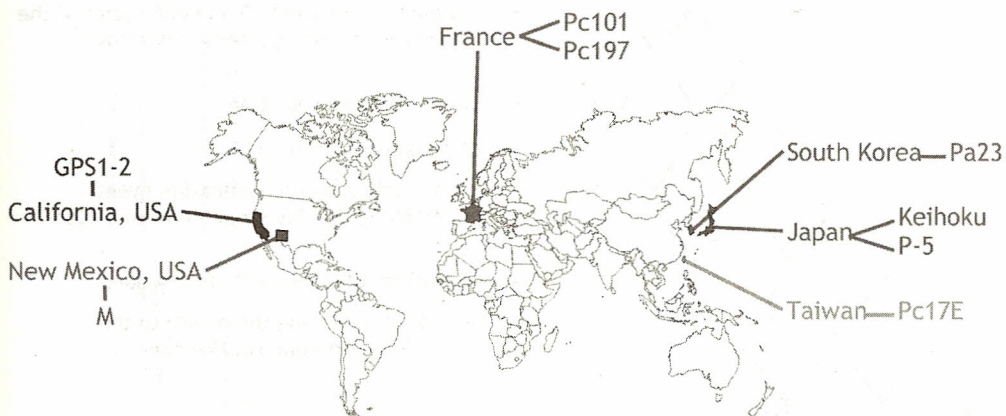 France
Pc101
Pc197
GPS1-2
California, USA
New Mexico, USA
M
South Korea
Pa23
Japan
Keihoku
P-5
Taiwan
Pc17E